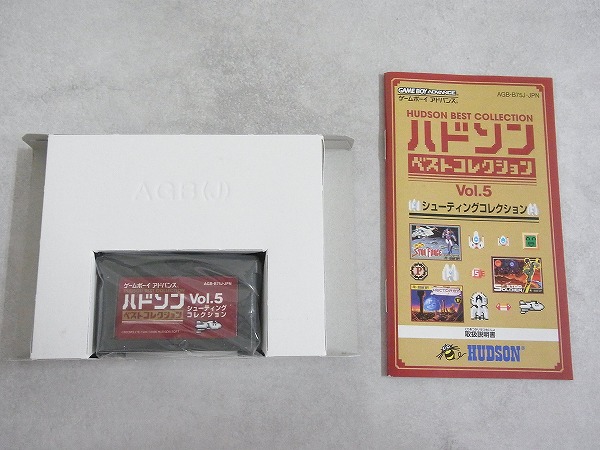 AGB(J)
ゲームボーイ アドバンス
AGB-B75J-JPN
ハドソン
ベストコレクション
Vol.5
シューティング
コレクション
GAME BOY ADVANCE
ゲームボーイ アドバンス
AGB-B75J-JPN
HUDSON BEST COLLECTION
ハドソン
ベストコレクション
Vol.5
シューティングコレクション
STAR FORCE
STAR SOLDIER
P
取扱説明書
HUDSON